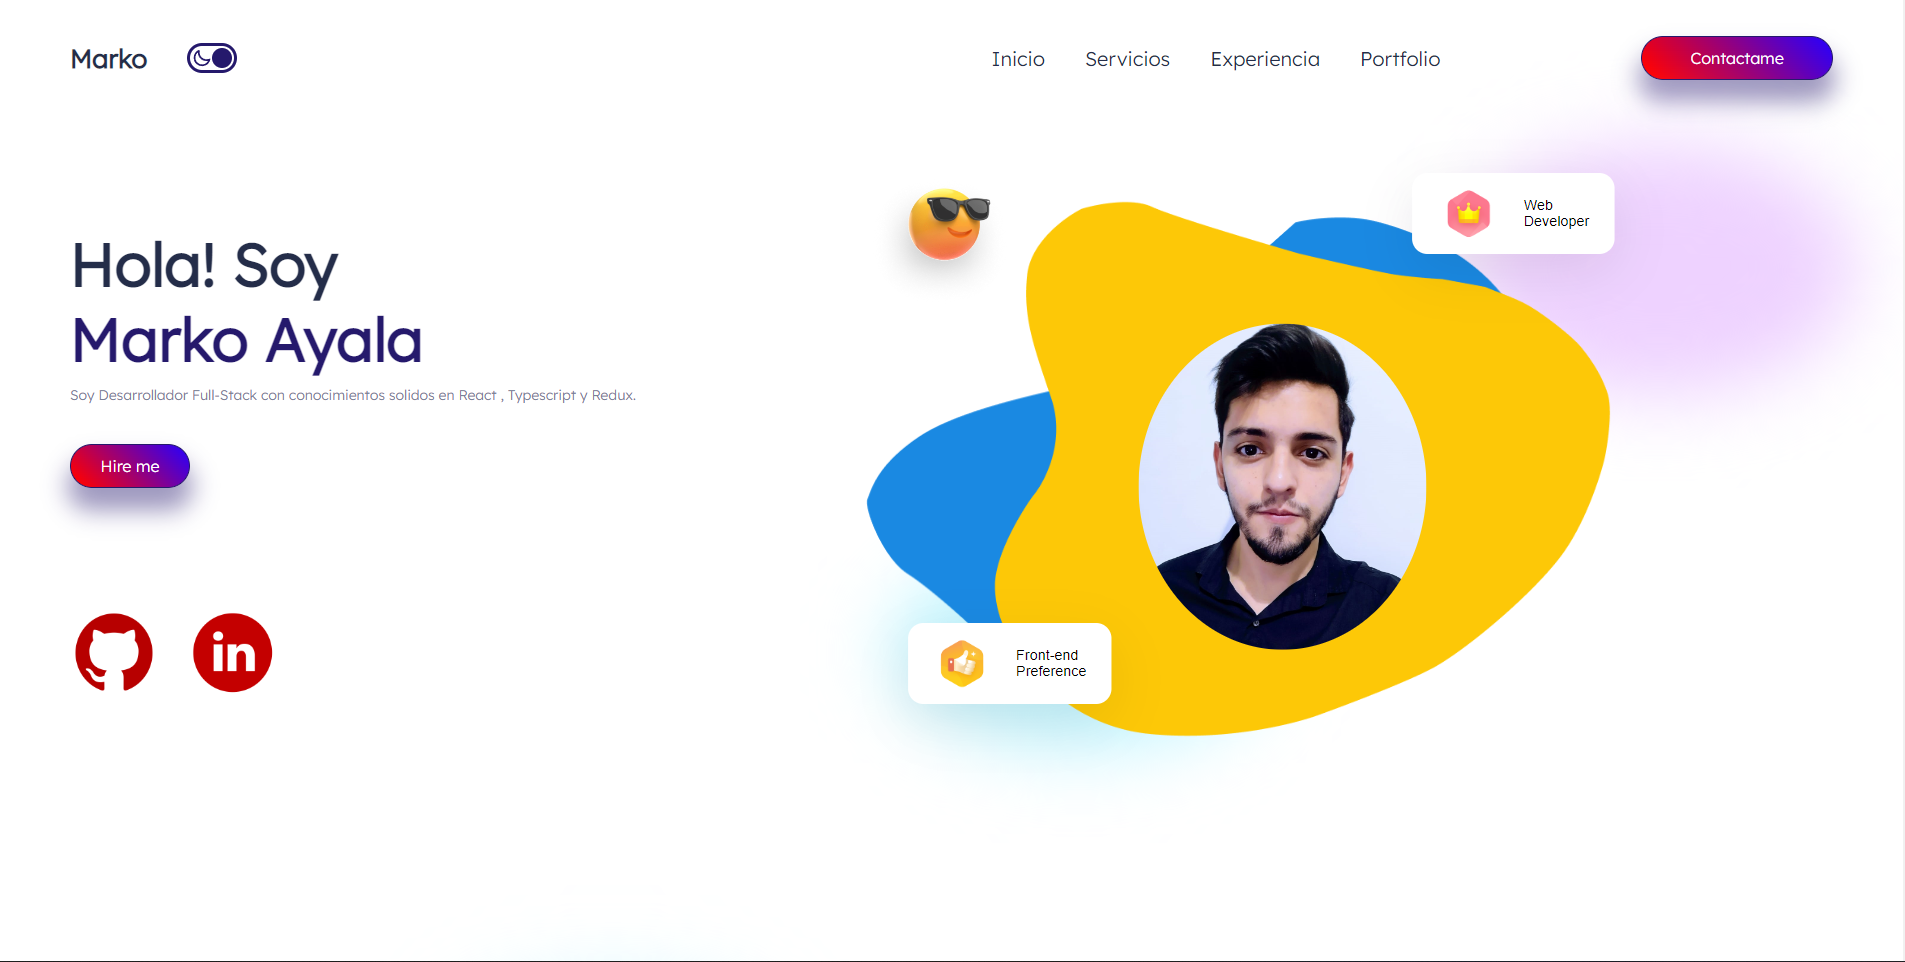 Marko
Inicio
Servicios
Experiencia
Portfolio
Contactame
Hola! Soy
Marko Ayala
Soy Desarrollador Full-Stack con conocimientos solidos en React , Typescript y Redux.
Hire me
in
Web
Developer
Front-end
Preference